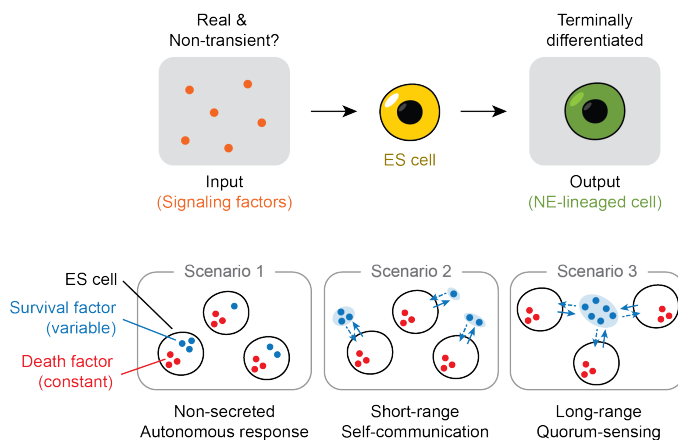 Real &
Non-transient?
Terminally
differentiated
ES cell
Input
(Signaling factors)
Output
(NE-lineaged cell)
Scenario 1
Scenario 2
Scenario 3
ES cell
Survival factor
(variable)
Death factor
(constant)
Non-secreted
Autonomous response
Short-range
Self-communication
Long-range
Quorum-sensing